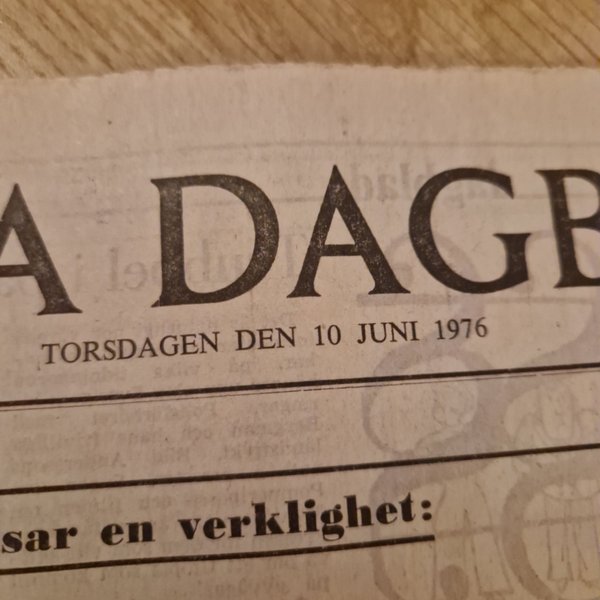 A DAGB
TORSDAGEN DEN 10 JUNI 1976
sar en verklighet: